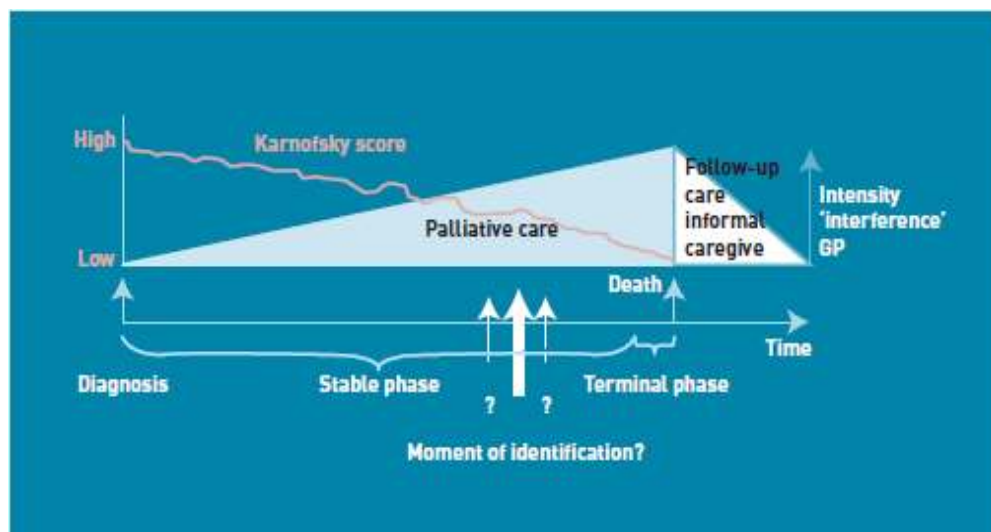 High
Karnofsky score
Low
Palliative care
Follow-up
care
informal
caregive
Intensity
'interference'
GP
Death
Time
Diagnosis
Stable phase
Terminal phase
?
?
Moment of identification?